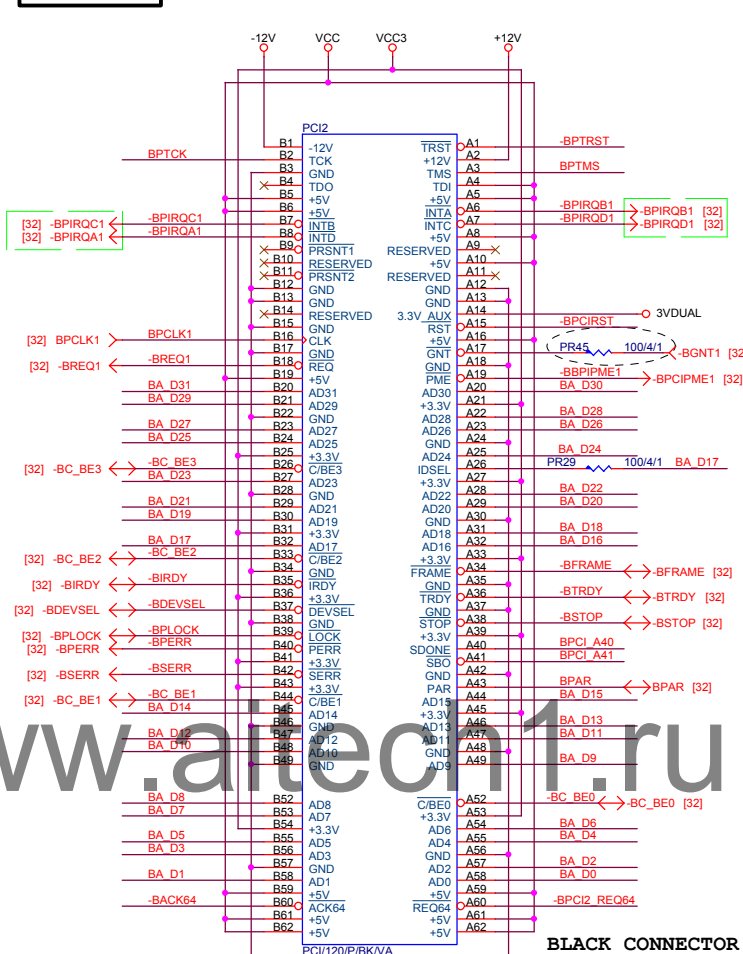 -12V VCC VCC3 +12V
PCI2
B1 -12V TRST A1 -BPTRST
BPTCK B2 TCK +12V A2
B3 GND TMS A3 BPTMS
B4 TDO TDI A4
B5 +5V +5V A5
B6 +5V INTA A6 -BPIRQB1 -BPIRQB1 [32]
[32] -BPIRQC1 -BPIRQC1 B7 INTB INTC A7 -BPIRQD1 -BPIRQD1 [32]
[32] -BPIRQA1 -BPIRQA1 B8 INTD +5V A8
B9 PRSNT1 RESERVED A9
B10 RESERVED +5V A10
B11 PRSNT2 RESERVED A11
B12 GND GND A12
B13 GND GND A13
B14 RESERVED 3.3V_AUX A14 3VDUAL
B15 GND RST A15 -BPCIRST
[32] BPCLK1 BPCLK1 B16 CLK +5V A16
B17 GND GNT A17 PR45 100/4/1 -BGNT1 [32
[32] -BREQ1 -BREQ1 B18 REQ GND A18
B19 +5V PME A19 -BBPIPME1 -BPCIPME1 [32]
BA_D31 B20 AD31 AD30 A20 BA_D30
BA_D29 B21 AD29 +3.3V A21
B22 GND AD28 A22 BA_D28
BA_D27 B23 AD27 AD26 A23 BA_D26
BA_D25 B24 AD25 GND A24
B25 +3.3V AD24 A25 BA_D24
[32] -BC_BE3 -BC_BE3 B26 C/BE3 IDSEL A26 PR29 100/4/1 BA_D17
BA_D23 B27 AD23 +3.3V A27
B28 GND AD22 A28 BA_D22
BA_D21 B29 AD21 AD20 A29 BA_D20
BA_D19 B30 AD19 GND A30
B31 +3.3V AD18 A31 BA_D18
BA_D17 B32 AD17 AD16 A32 BA_D16
[32] -BC_BE2 -BC_BE2 B33 C/BE2 +3.3V A33
B34 GND FRAME A34 -BFRAME -BFRAME [32]
[32] -BIRDY -BIRDY B35 IRDY GND A35
B36 +3.3V TRDY A36 -BTRDY -BTRDY [32]
[32] -BDEVSEL -BDEVSEL B37 DEVSEL GND A37
B38 GND STOP A38 -BSTOP -BSTOP [32]
[32] -BPLOCK -BPLOCK B39 LOCK +3.3V A39
[32] -BPERR -BPERR B40 PERR SDONE A40 BPCI_A40
B41 +3.3V SBO A41 BPCI_A41
[32] -BSERR -BSERR B42 SERR GND A42
B43 +3.3V PAR A43 BPAR BPAR [32]
[32] -BC_BE1 -BC_BE1 B44 C/BE1 AD15 A44 BA_D15
BA_D14 B45 AD14 +3.3V A45
B46 GND AD13 A46 BA_D13
BA_D12 B47 AD12 AD11 A47 BA_D11
BA_D10 B48 AD10 GND A48
B49 GND AD9 A49 BA_D9
ww.aitech1.ru
BA_D8 B52 AD8 C/BE0 A52 -BC_BE0 -BC_BE0 [32]
BA_D7 B53 AD7 +3.3V A53
B54 +3.3V AD6 A54 BA_D6
BA_D5 B55 AD5 AD4 A55 BA_D4
BA_D3 B56 AD3 GND A56
B57 GND AD2 A57 BA_D2
BA_D1 B58 AD1 AD0 A58 BA_D0
B59 +5V +5V A59
-BACK64 B60 ACK64 REQ64 A60 -BPCI2_REQ64
B61 +5V +5V A61
B62 +5V +5V A62
PCI/120/P/BK/VA
BLACK CONNECTOR